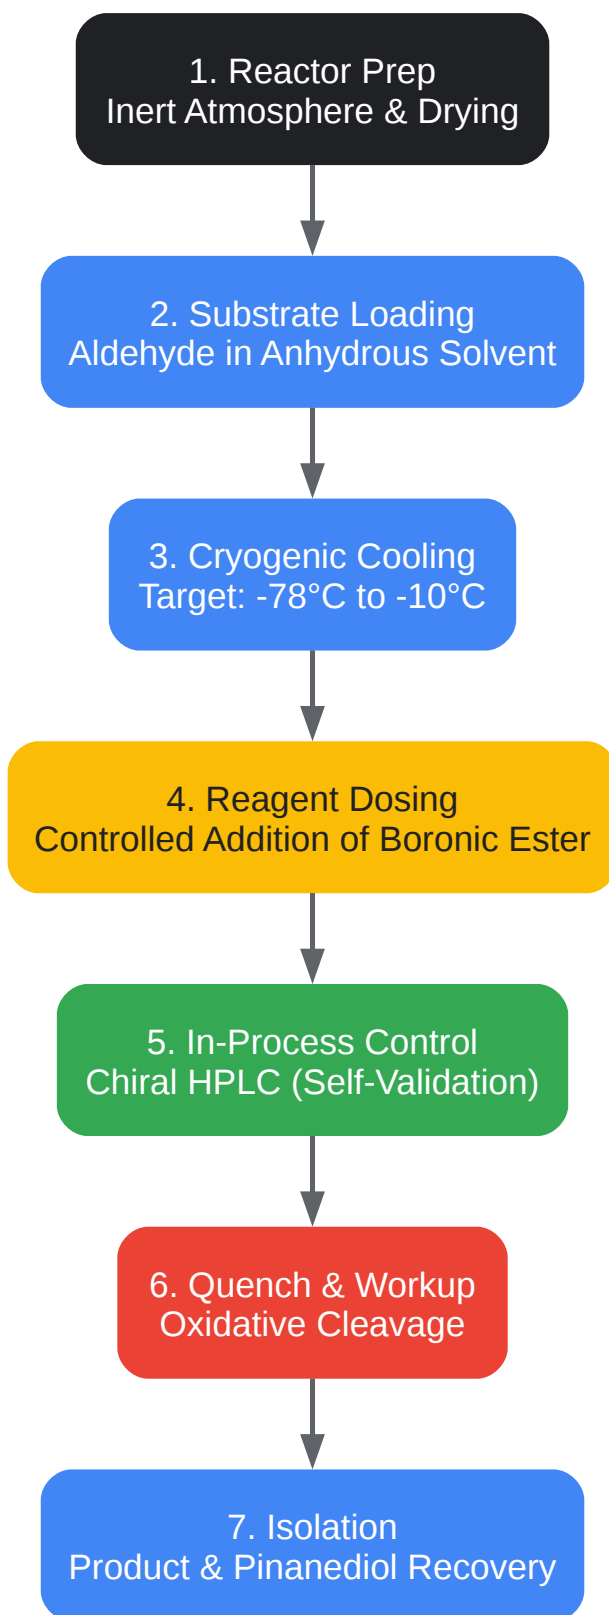 1. Reactor Prep
Inert Atmosphere & Drying
2. Substrate Loading
Aldehyde in Anhydrous Solvent
3. Cryogenic Cooling
Target: -78°C to -10°C
4. Reagent Dosing
Controlled Addition of Boronic Ester
5. In-Process Control
Chiral HPLC (Self-Validation)
6. Quench & Workup
Oxidative Cleavage
7. Isolation
Product & Pinanediol Recovery